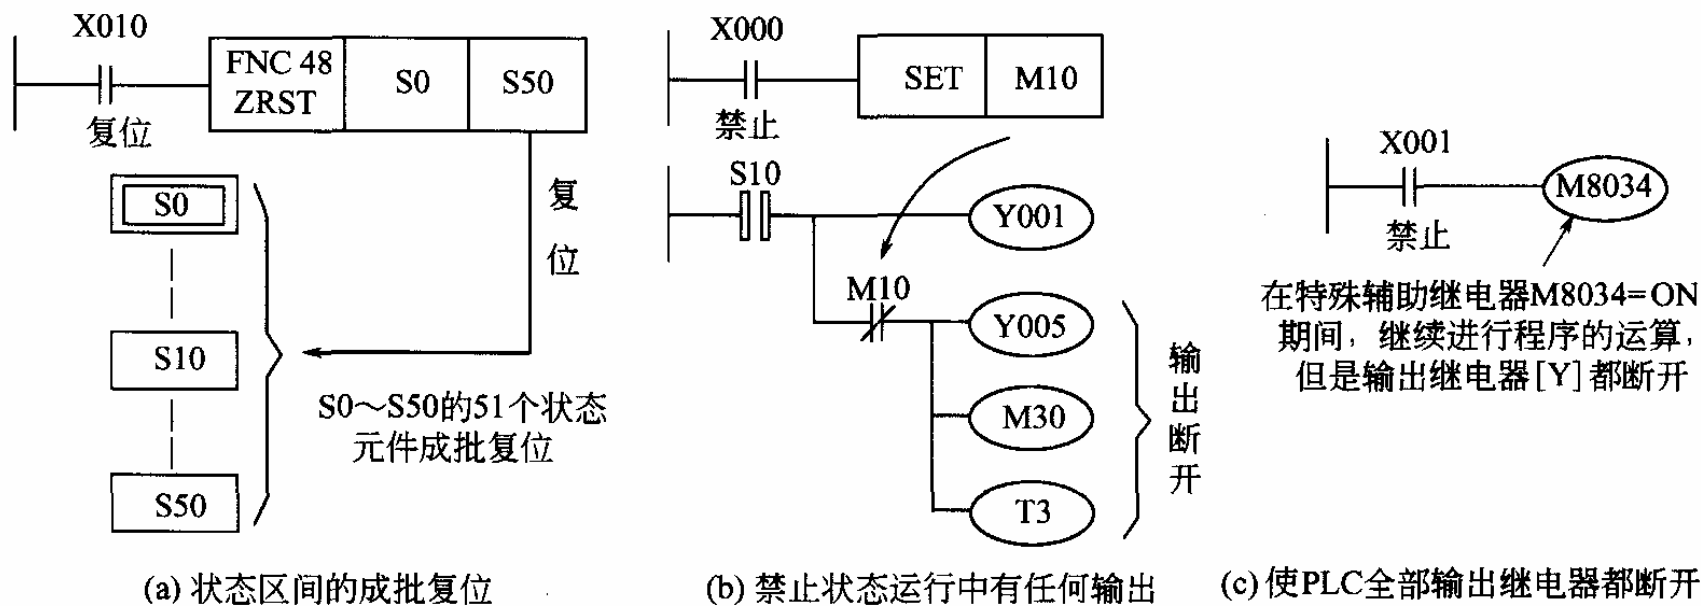 X010
FNC 48
ZRST
S0
S50
复位
复
位
S0
S10
S50
S0～S50的51个状态
元件成批复位
(a) 状态区间的成批复位
X000
SET
M10
禁止
S10
Y001
M10
Y005
M30
T3
输
出
断
开
(b) 禁止状态运行中有任何输出
X001
M8034
禁止
在特殊辅助继电器M8034=ON
期间，继续进行程序的运算，
但是输出继电器[Y]都断开
(c) 使PLC全部输出继电器都断开